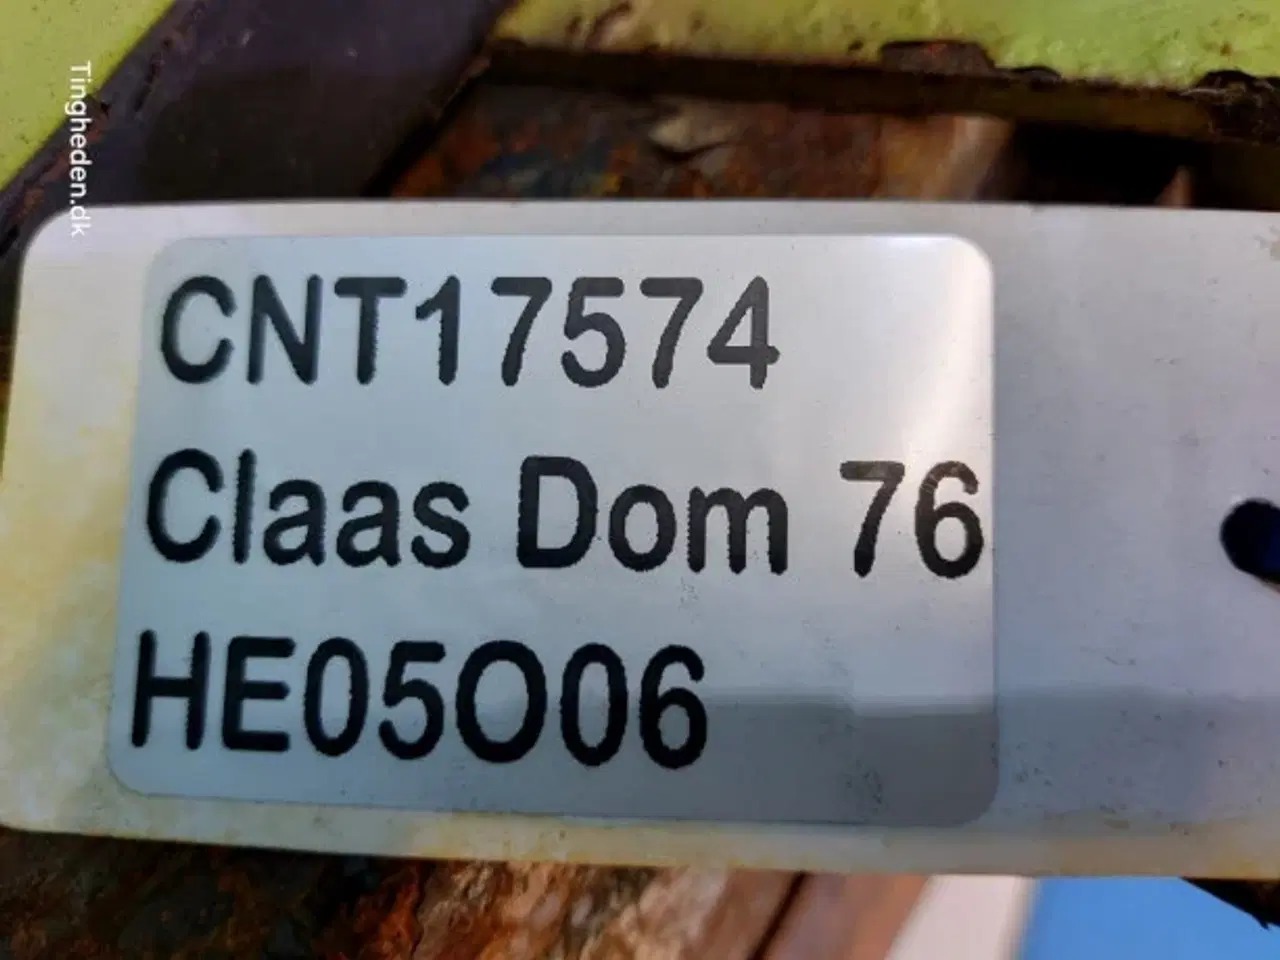 Tingheden.dk
CNT17574
Claas Dom 76
HE05O06